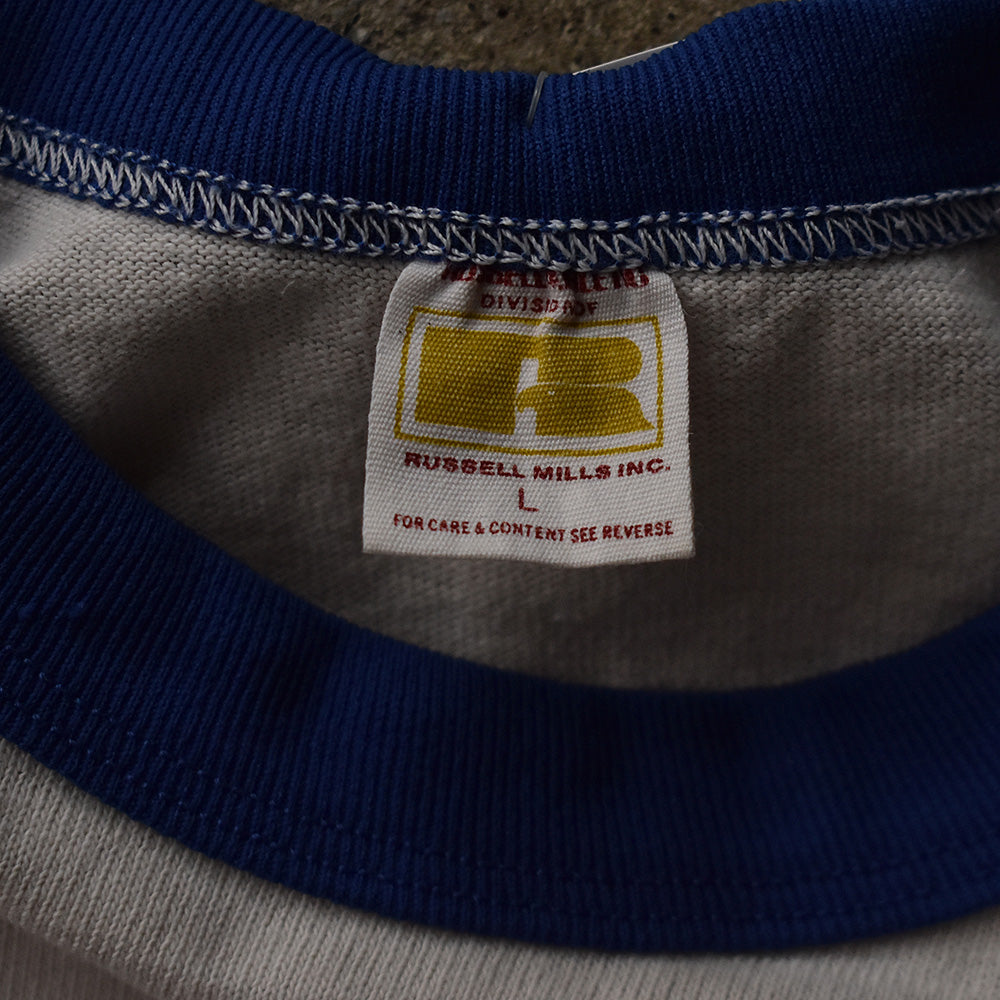 DIVISION OF
R
RUSSELL MILLS INC.
L
FOR CARE & CONTENT SEE REVERSE